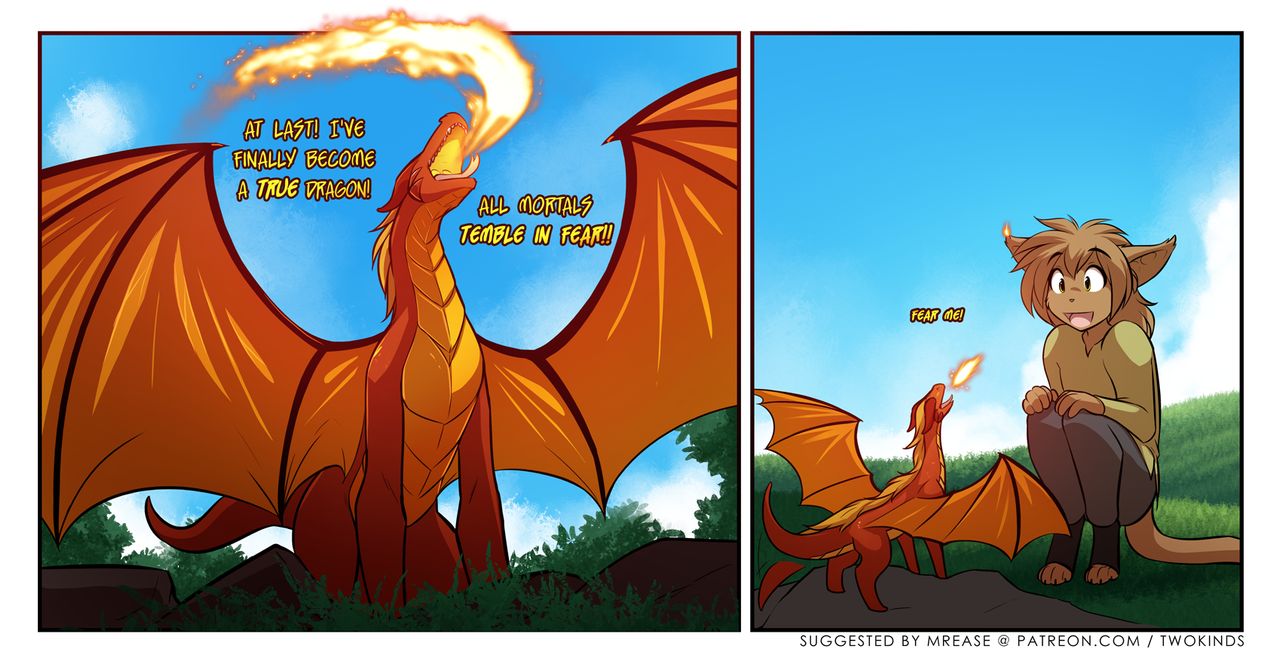 AT LAST! I'VE
FINALLY BECOME
A TRUE DRAGON!
ALL MORTALS
TEMBLE IN FEAR!!
FEAR ME!
SUGGESTED BY MREASE @ PATREON.COM / TWOKINDS